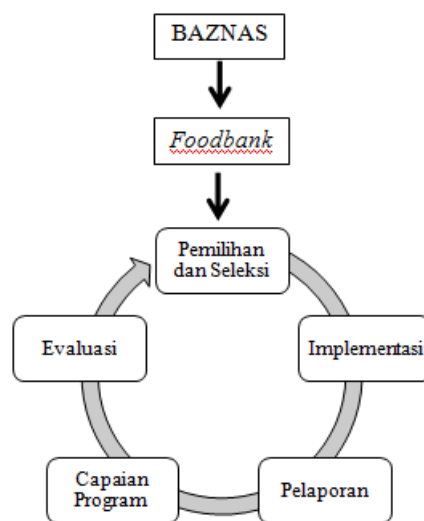 BAZNAS
Foodbank
Pemilihan
dan Seleksi
Implementasi
Pelaporan
Capaian
Program
Evaluasi